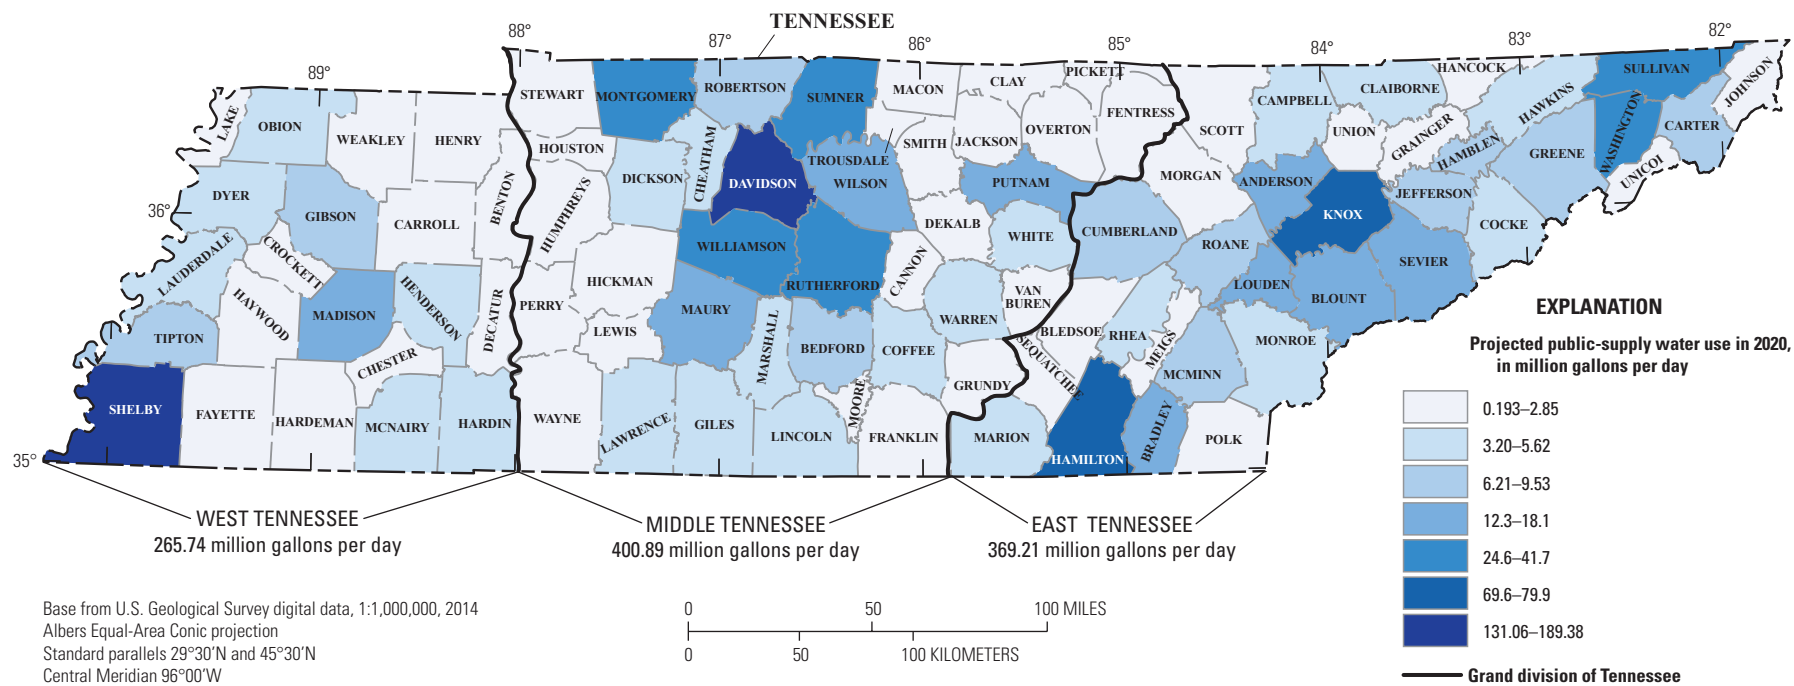 TENNESSEE
88°
87°
86°
85°
84°
83°
82°
89°
36°
35°
LAKE
OBION
WEAKLEY
HENRY
STEWART
MONTGOMERY
ROBERTSON
SUMNER
MACON
CLAY
PICKETT
FENTRESS
SCOTT
CAMPBELL
CLAIBORNE
HANCOCK
HAWKINS
SULLIVAN
JOHNSON
DYER
GIBSON
CARROLL
BENTON
HOUSTON
HUMPHREYS
DICKSON
CHEATHAM
DAVIDSON
TROUSDALE
WILSON
SMITH
JACKSON
OVERTON
PUTNAM
MORGAN
ANDERSON
UNION
GRAINGER
HAMBLEN
GREENE
WASHINGTON
CARTER
UNICOI
LAUDERDALE
CROCKETT
HAYWOOD
MADISON
HENDERSON
DECATUR
PERRY
HICKMAN
WILLIAMSON
RUTHERFORD
CANNON
DEKALB
WHITE
CUMBERLAND
ROANE
KNOX
JEFFERSON
COCKE
SEVIER
BLOUNT
LOUDEN
TIPTON
CHESTER
LEWIS
MAURY
MARSHALL
BEDFORD
COFFEE
WARREN
VAN
BUREN
BLEDSOE
RHEA
MEIGS
MONROE
SHELBY
FAYETTE
HARDEMAN
MCNAIRY
HARDIN
WAYNE
LAWRENCE
GILES
LINCOLN
MOORE
FRANKLIN
GRUNDY
SEQUATCHEE
MARION
HAMILTON
BRADLEY
MCMINN
POLK
WEST TENNESSEE
265.74 million gallons per day
MIDDLE TENNESSEE
400.89 million gallons per day
EAST TENNESSEE
369.21 million gallons per day
EXPLANATION
Projected public-supply water use in 2020,
in million gallons per day
0.193–2.85
3.20–5.62
6.21–9.53
12.3–18.1
24.6–41.7
69.6–79.9
131.06–189.38
Grand division of Tennessee
Base from U.S. Geological Survey digital data, 1:1,000,000, 2014
Albers Equal-Area Conic projection
Standard parallels 29°30'N and 45°30'N
Central Meridian 96°00'W
0 50 100 MILES
0 50 100 KILOMETERS